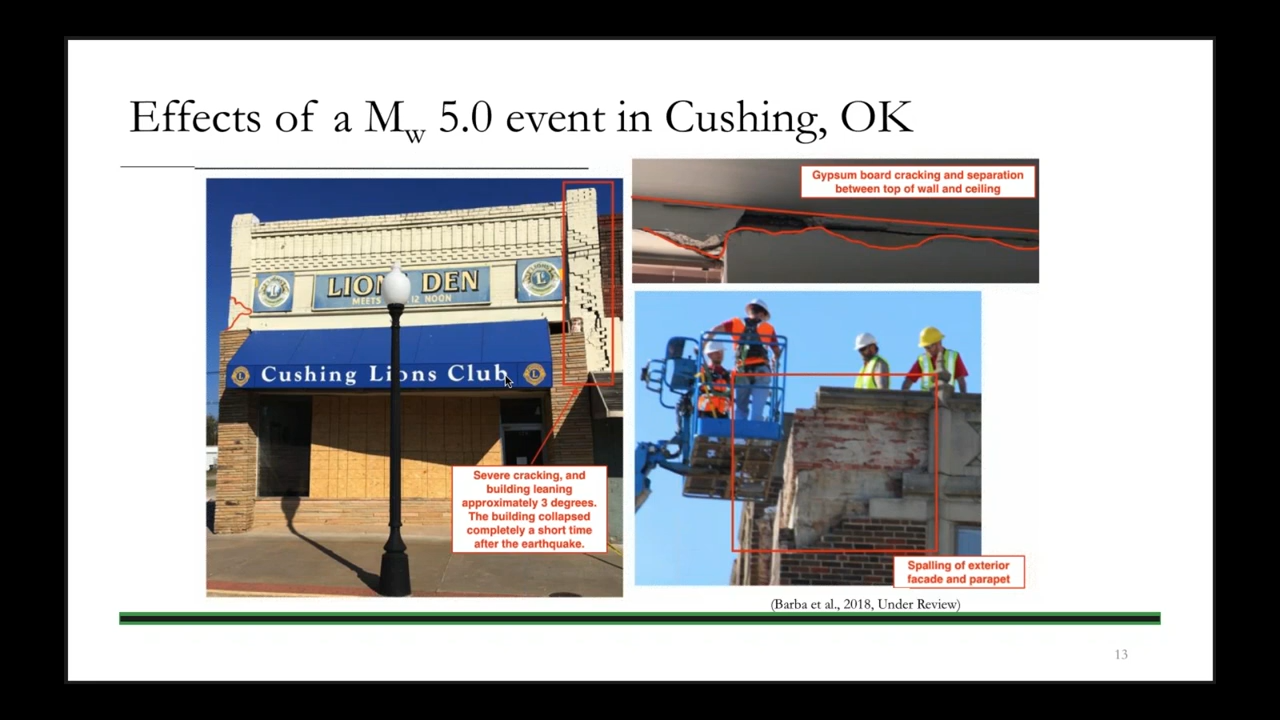 Effects of a Mw 5.0 event in Cushing, OK
Gypsum board cracking and separation
between top of wall and ceiling
LIONS DEN
MEETS 12 NOON
L
Cushing Lions Club
L
L
Severe cracking, and
building leaning
approximately 3 degrees.
The building collapsed
completely a short time
after the earthquake.
Spalling of exterior
facade and parapet
(Barba et al., 2018, Under Review)
13